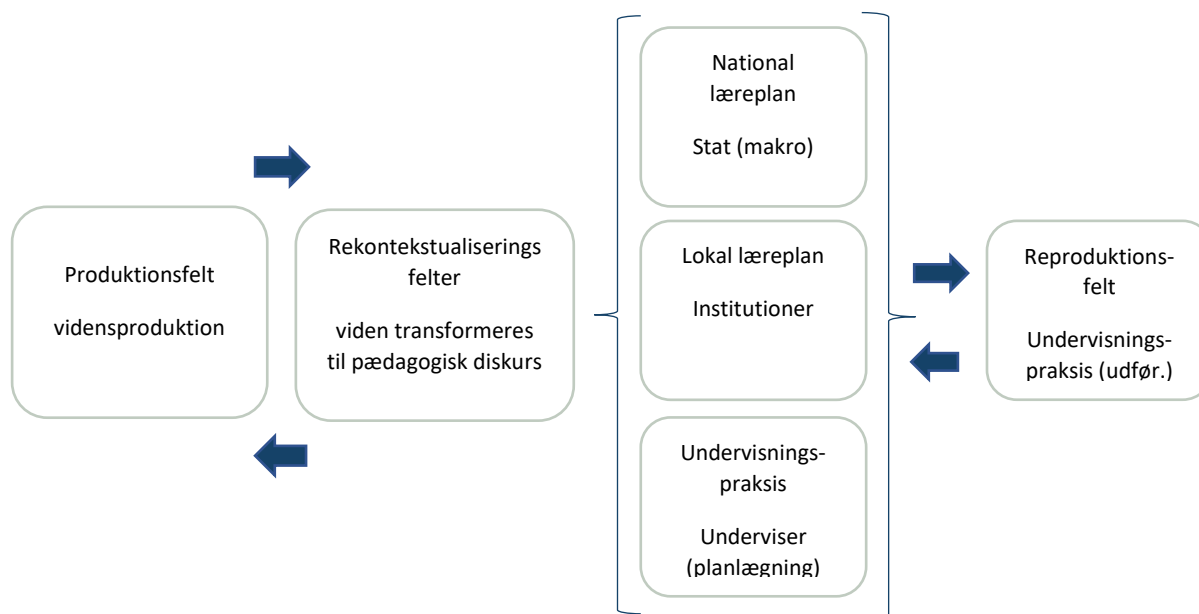 Produktionsfelt
vidensproduktion
Rekontekstualiserings
felter
viden transformeres
til pædagogisk diskurs
National
læreplan
Stat (makro)
Lokal læreplan
Institutioner
Undervisnings-
praksis
Underviser
(planlægning)
Reproduktions-
felt
Undervisnings-
praksis (udfør.)